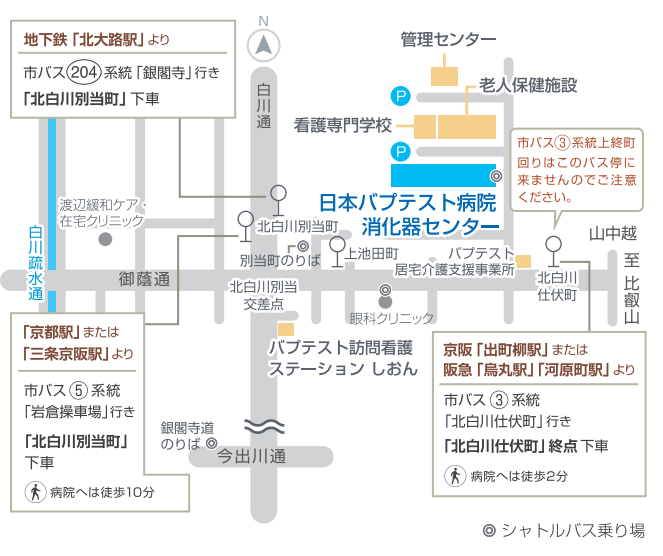 地下鉄「北大路駅」より
市バス204系統「銀閣寺」行き
「北白川別当町」下車
N
白川通
管理センター
P
老人保健施設
看護専門学校
P
市バス③系統上終町
回りはこのバス停に
来ませんのでご注意
ください。
日本バプテスト病院
消化器センター
渡辺緩和ケア・
在宅クリニック
白川疏水通
北白川別当町
別当町のりば
上池田町
バプテスト
居宅介護支援事業所
山中越
至 比叡山
御蔭通
北白川別当
交差点
北白川
仕伏町
眼科クリニック
「京都駅」または
「三条京阪駅」より
市バス⑤系統
「岩倉操車場」行き
「北白川別当町」
下車
病院へは徒歩10分
バプテスト訪問看護
ステーション しおん
京阪「出町柳駅」または
阪急「烏丸駅」「河原町駅」より
市バス③系統
「北白川仕伏町」行き
「北白川仕伏町」終点下車
病院へは徒歩2分
銀閣寺道
のりば
今出川通
◎ シャトルバス乗り場